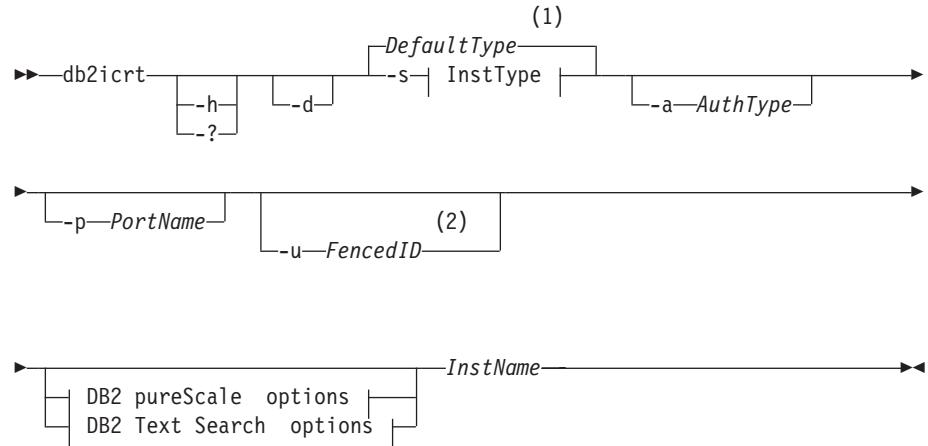 (1)
DefaultType
db2icrt -s InstType
-h -d -a AuthType
-?
-p PortName (2)
-u FencedID
InstName
DB2 pureScale options
DB2 Text Search options